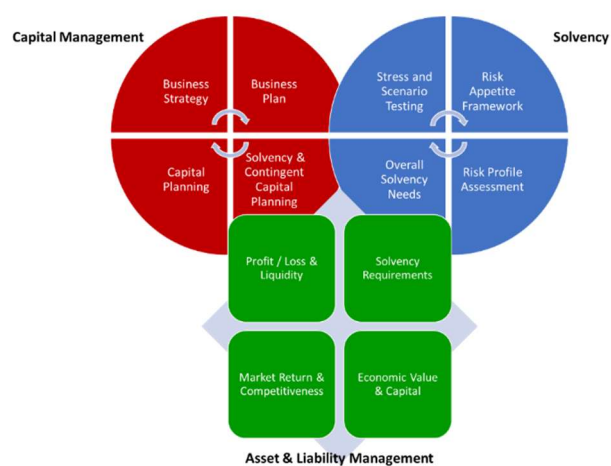 Capital Management
Solvency
Business
Strategy
Business
Plan
Capital
Planning
Solvency &
Contingent
Capital
Planning
Stress and
Scenario
Testing
Risk
Appetite
Framework
Overall
Solvency
Needs
Risk Profile
Assessment
Profit / Loss &
Liquidity
Solvency
Requirements
Market Return &
Competitiveness
Economic Value
& Capital
Asset & Liability Management